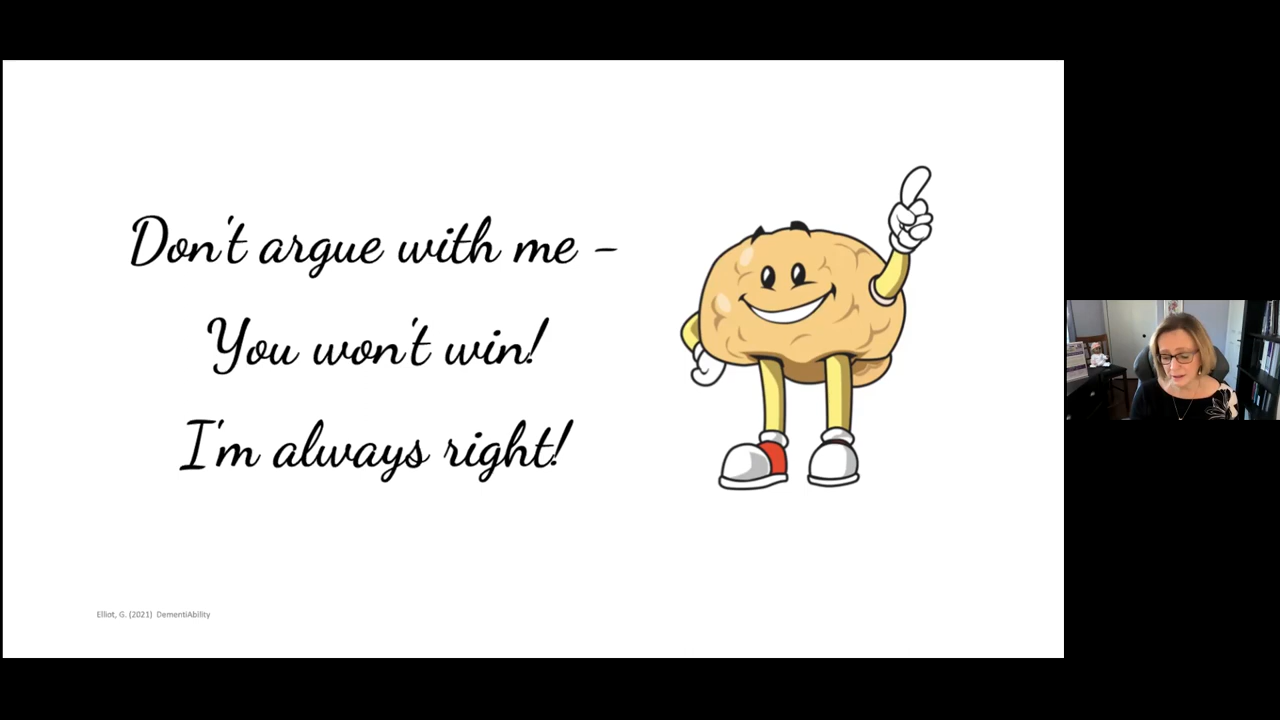 Don't argue with me -
You won't win!
I'm always right!
Elliot, G. (2021) DementiAbility